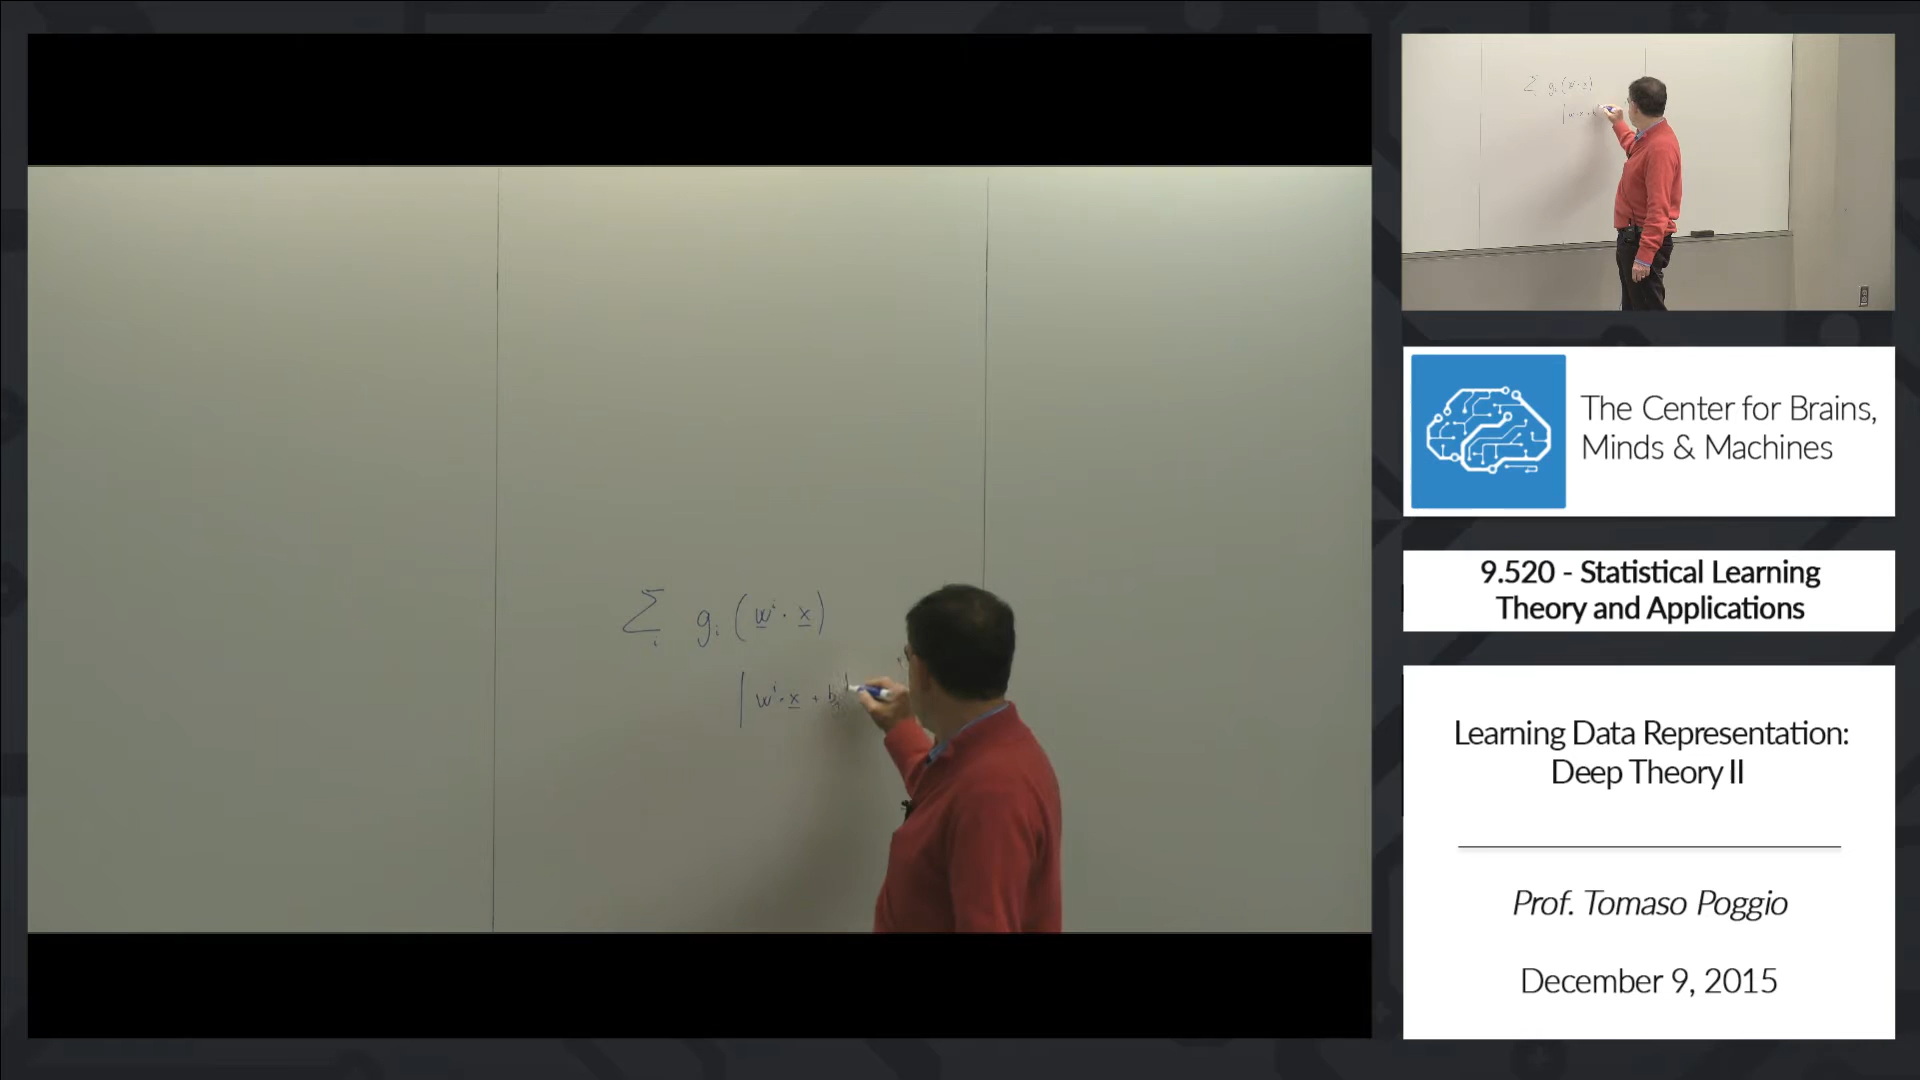 ∑ᵢ gᵢ (wⁱ · x)
| wⁱ · x + b
The Center for Brains,
Minds & Machines
9.520 - Statistical Learning
Theory and Applications
Learning Data Representation:
Deep Theory II
Prof. Tomaso Poggio
December 9, 2015